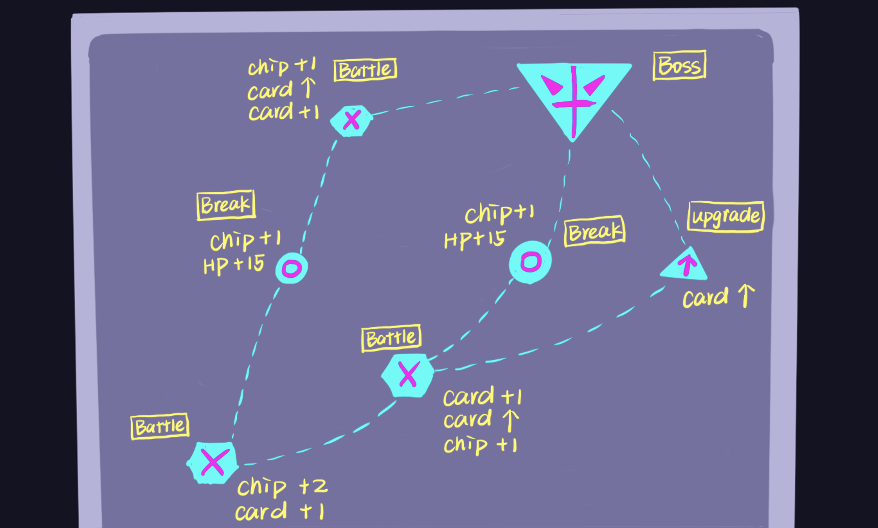 chip +1
card ↑
card +1
Battle
Boss
Break
chip +1
HP +15
chip +1
HP +15
Break
upgrade
card ↑
Battle
card +1
card ↑
chip +1
Battle
chip +2
card +1